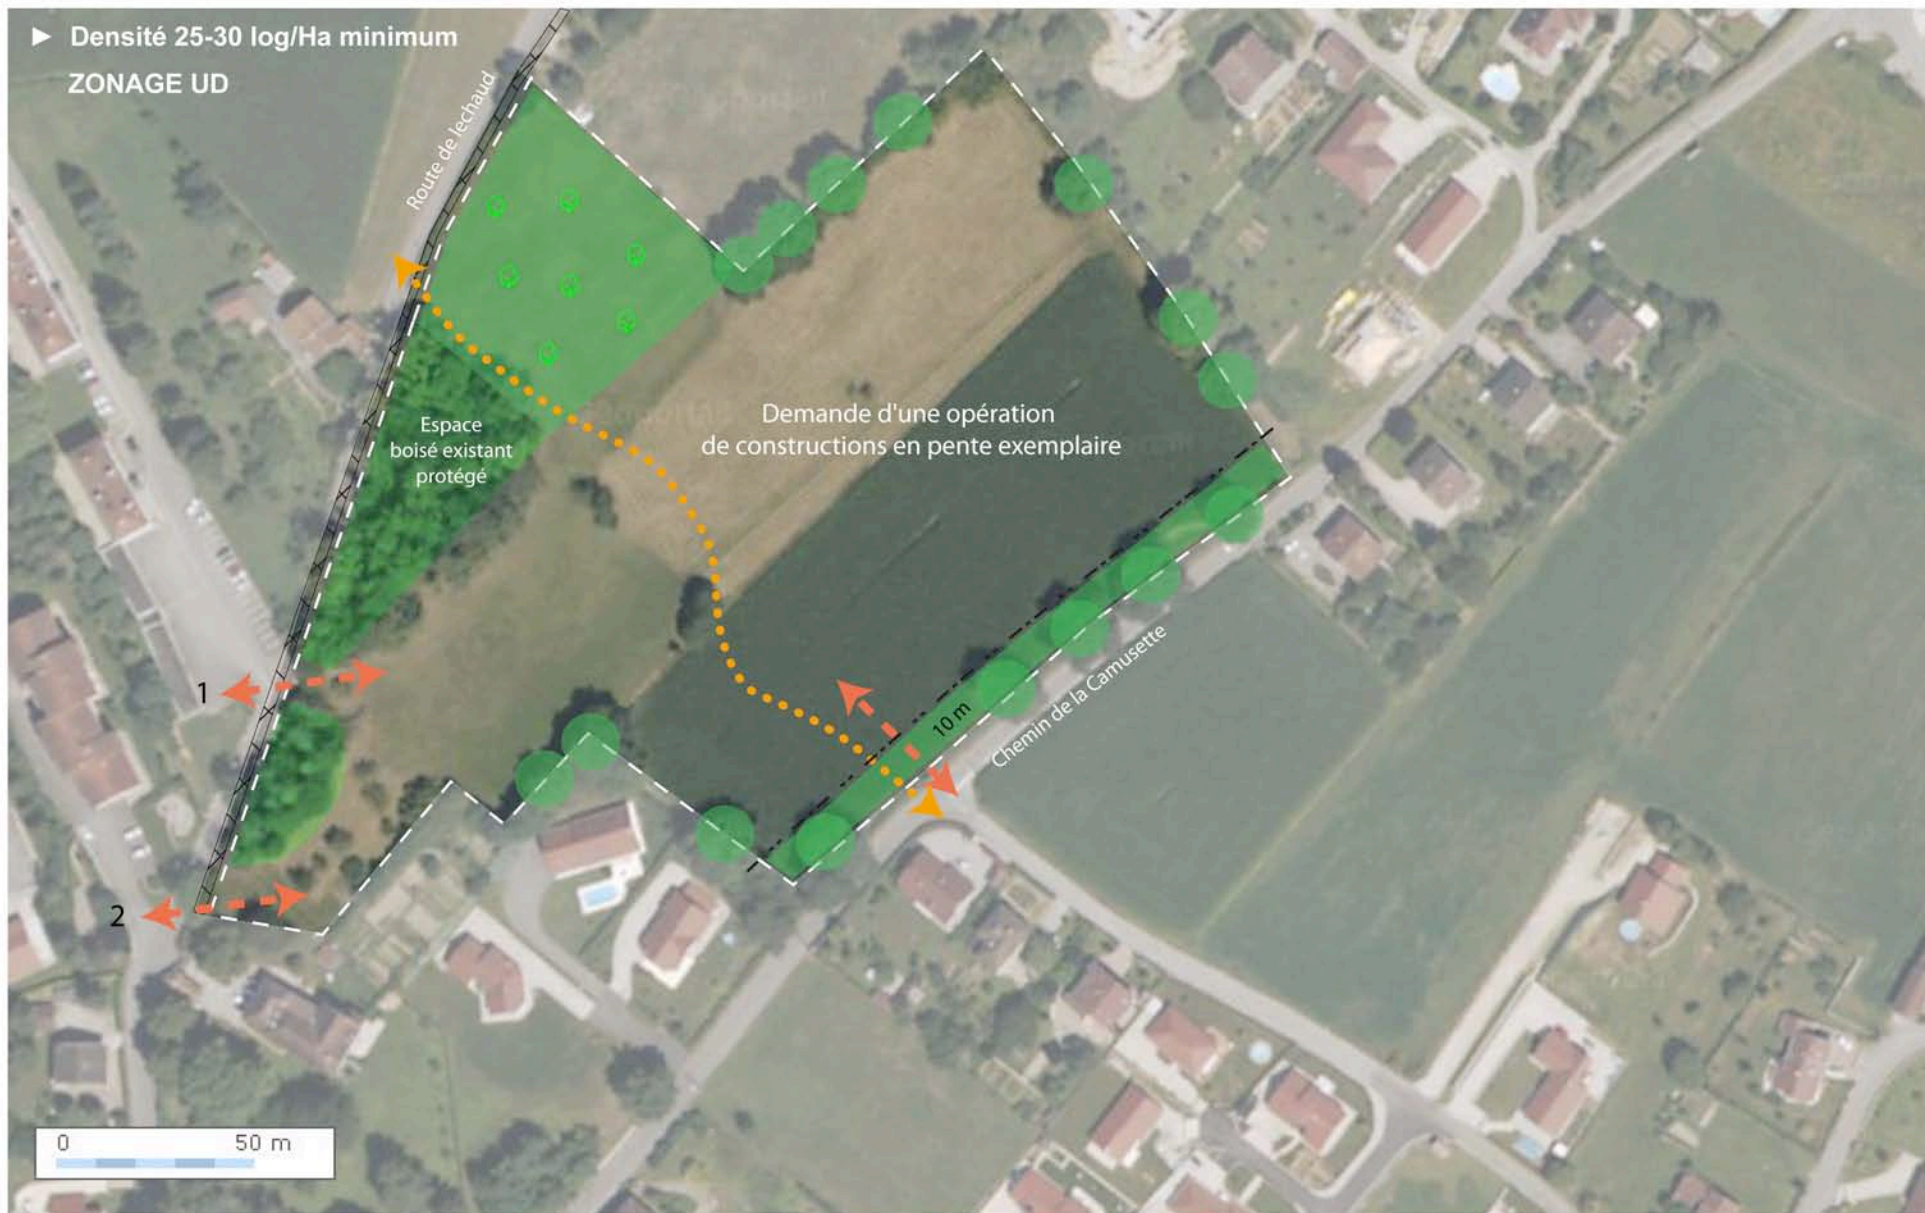 ► Densité 25-30 log/Ha minimum
ZONAGE UD
Route de lechaud
Espace
boisé existant
protégé
Demande d'une opération
de constructions en pente exemplaire
1
10 m
Chemin de la Camusette
2
0 50 m